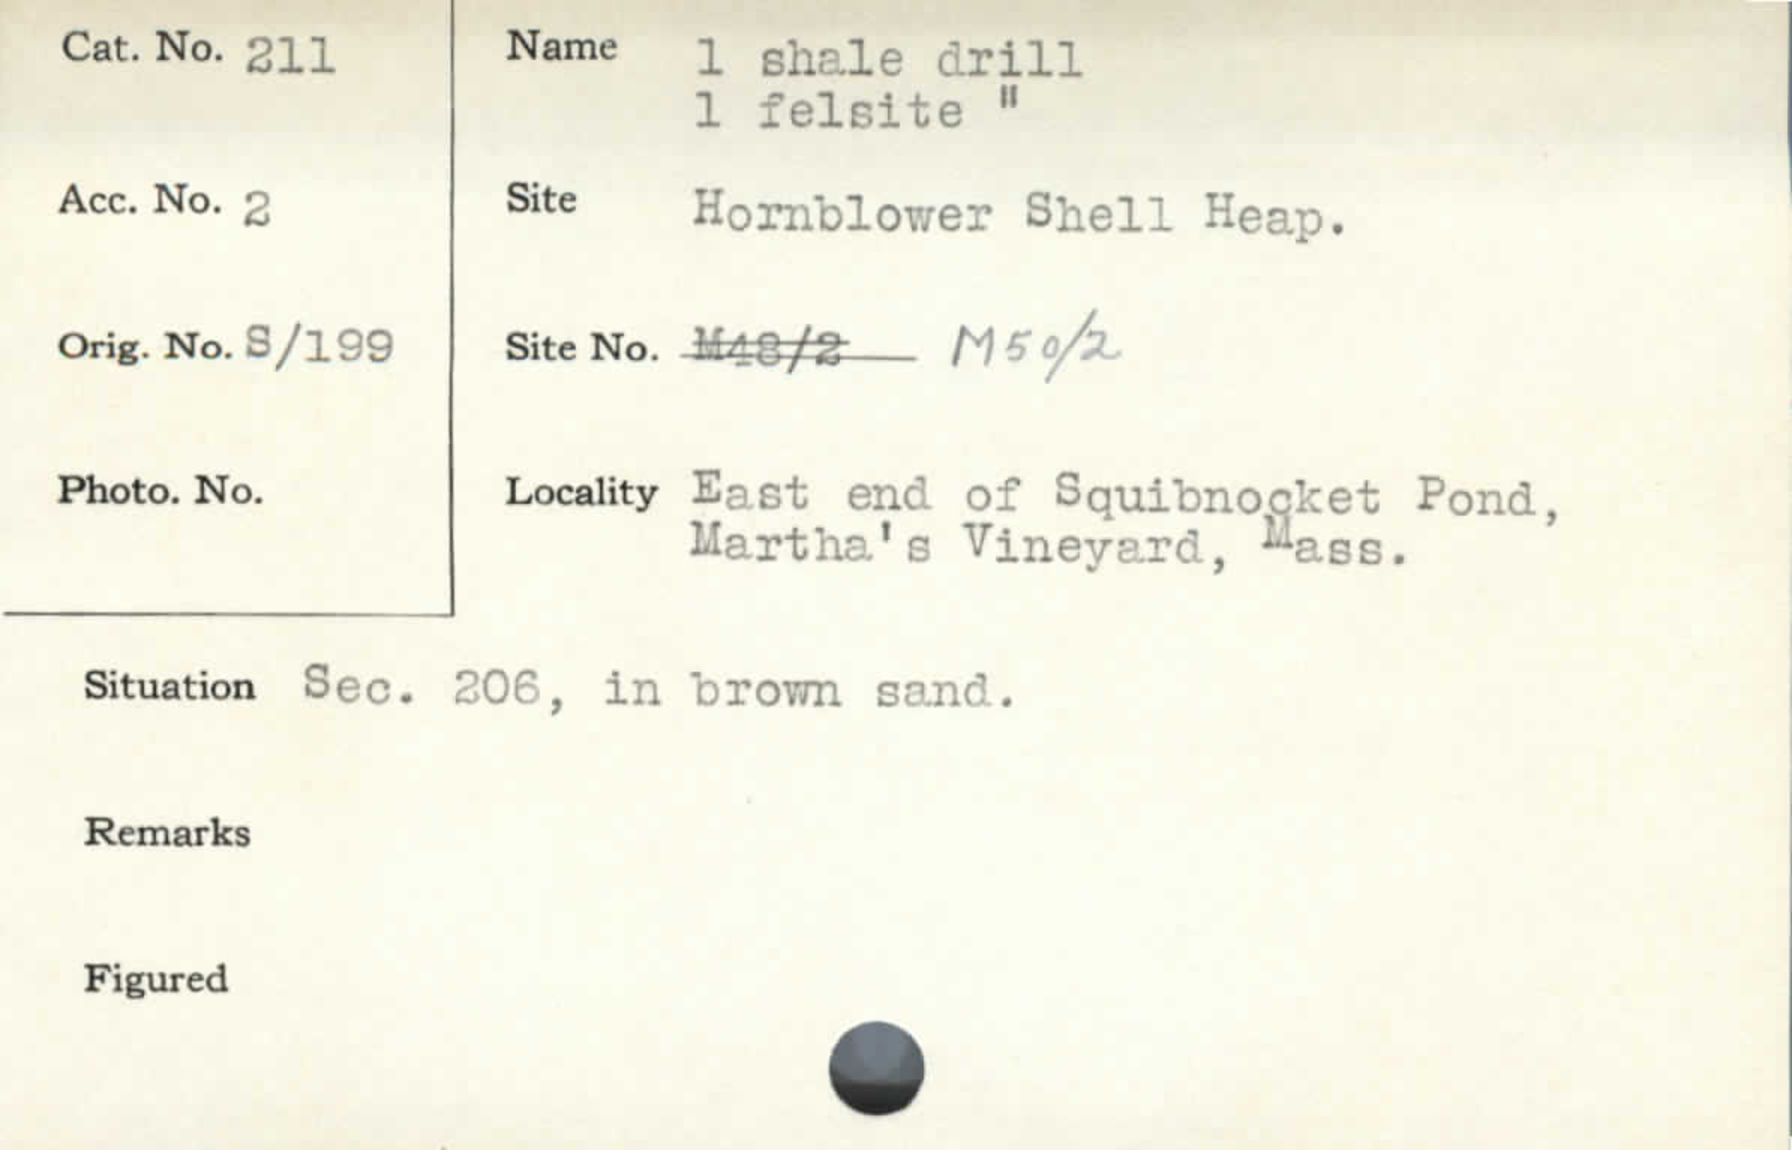 Cat. No. 211
Name 1 shale drill
1 felsite "
Acc. No. 2
Site Hornblower Shell Heap.
Orig. No. S/199
Site No. M48/2 M50/2
Photo. No.
Locality East end of Squibnocket Pond,
Martha's Vineyard, Mass.
Situation Sec. 206, in brown sand.
Remarks
Figured